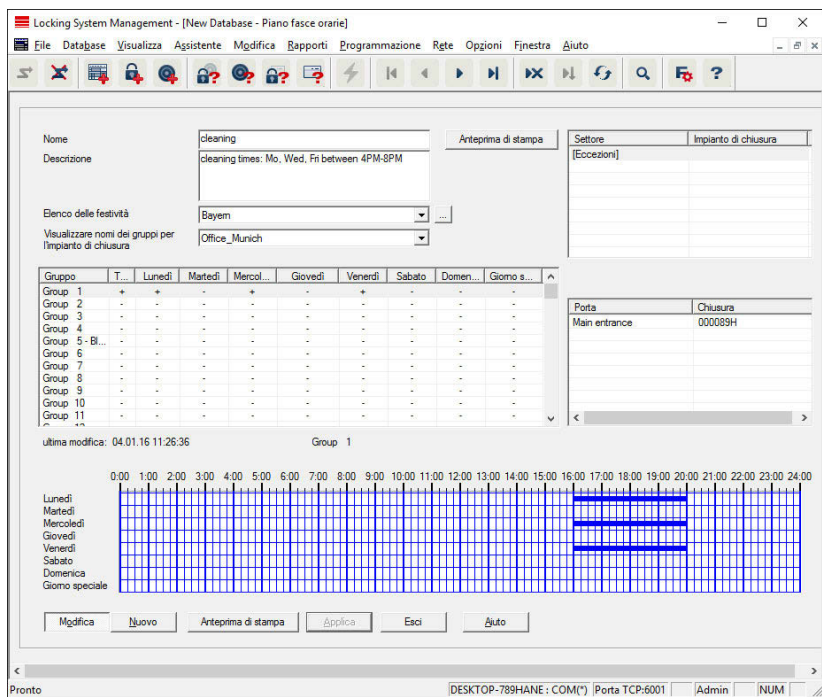 Locking System Management - [New Database - Piano fasce orarie]
File Database Visualizza Assistente Modifica Rapporti Programmazione Rete Opzioni Finestra Aiuto
Nome
cleaning
Anteprima di stampa
Descrizione
cleaning times: Mo, Wed, Fri between 4PM-8PM
Elenco delle festività
Bayern
...
Visualizzare nomi dei gruppi per
l'impianto di chiusura
Office_Munich
Settore Impianto di chiusura
[Eccezioni]
Gruppo T... Lunedì Martedì Mercol... Giovedì Venerdì Sabato Domen... Giorno s...
Group 1 + + - + - + - - -
Group 2 - - - - - - - - -
Group 3 - - - - - - - - -
Group 4 - - - - - - - - -
Group 5 - Bl... - - - - - - - - -
Group 6 - - - - - - - - -
Group 7 - - - - - - - - -
Group 8 - - - - - - - - -
Group 9 - - - - - - - - -
Group 10 - - - - - - - - -
Group 11 - - - - - - - - -
Porta Chiusura
Main entrance 000089H
ultima modifica: 04.01.16 11:26:36 Group 1
0:00 1:00 2:00 3:00 4:00 5:00 6:00 7:00 8:00 9:00 10:00 11:00 12:00 13:00 14:00 15:00 16:00 17:00 18:00 19:00 20:00 21:00 22:00 23:00 24:00
Lunedì
Martedì
Mercoledì
Giovedì
Venerdì
Sabato
Domenica
Giorno speciale
Modifica Nuovo Anteprima di stampa Applica Esci Aiuto
Pronto DESKTOP-789HANE : COM(*) Porta TCP:6001 Admin NUM